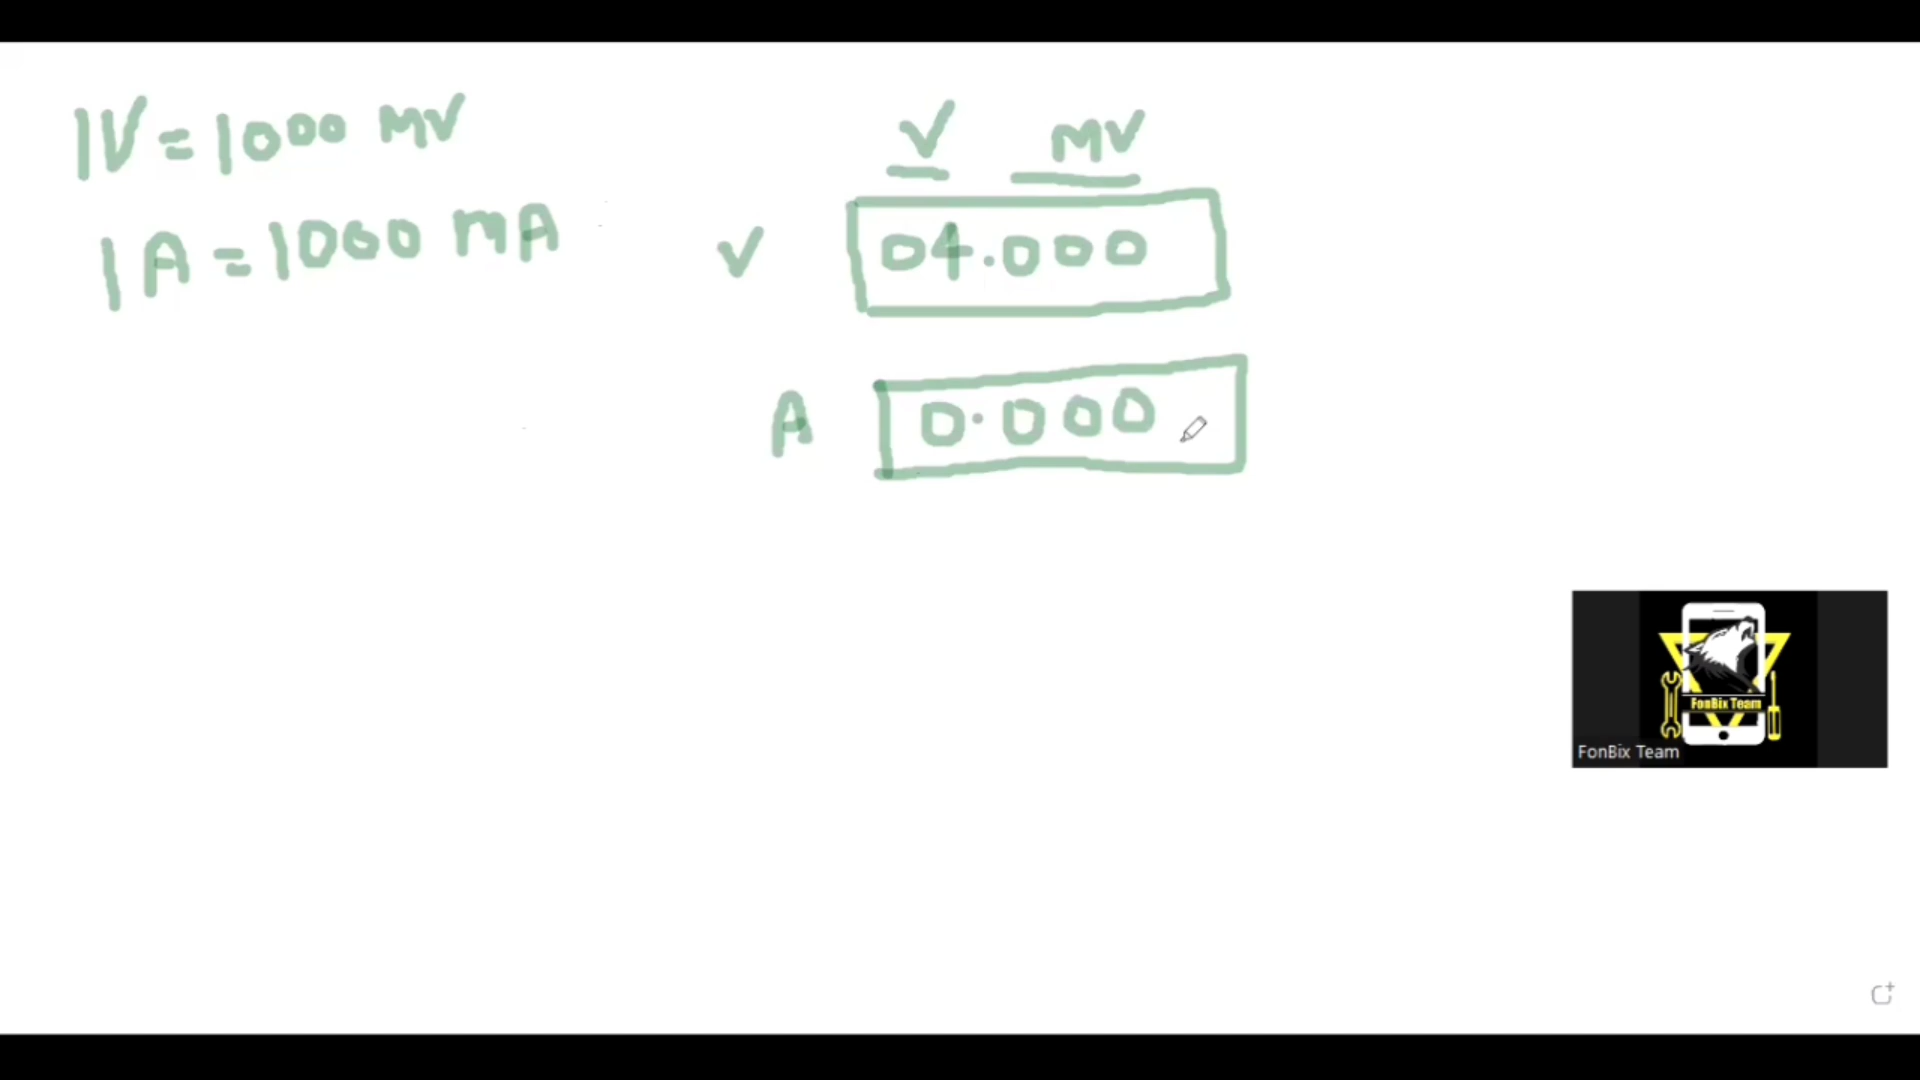 1V = 1000 MV
1A = 1000 mA
V MV
V 04.000
A 0.000
FonBix Team
FonBix Team